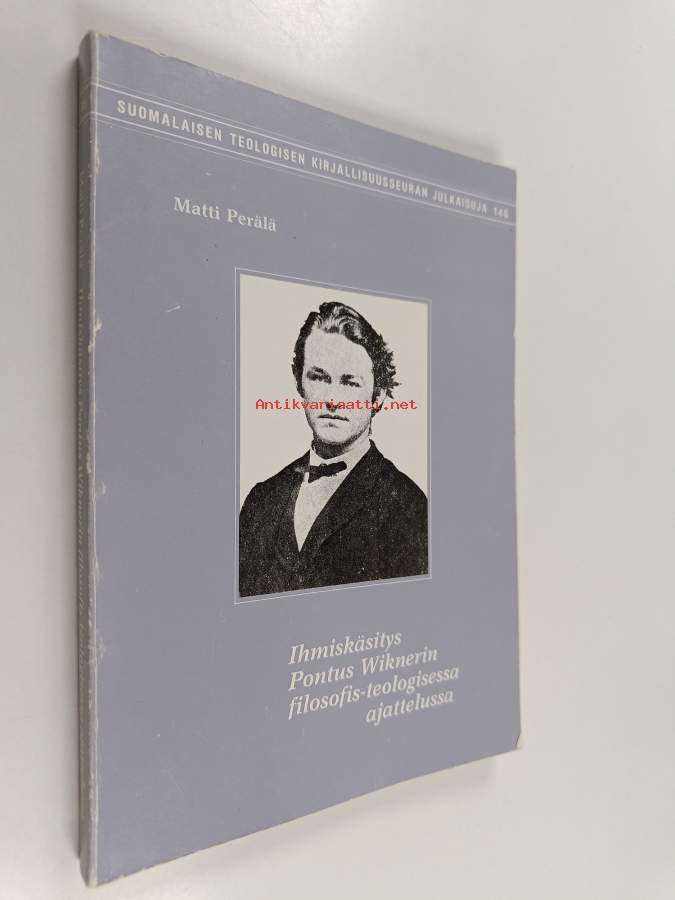 SUOMALAISEN TEOLOGISEN KIRJALLISUUSSEURAN JULKAISUJA 146
Matti Perälä
Antikvariaatti.net
Ihmiskäsitys
Pontus Wiknerin
filosofis-teologisessa
ajattelussa